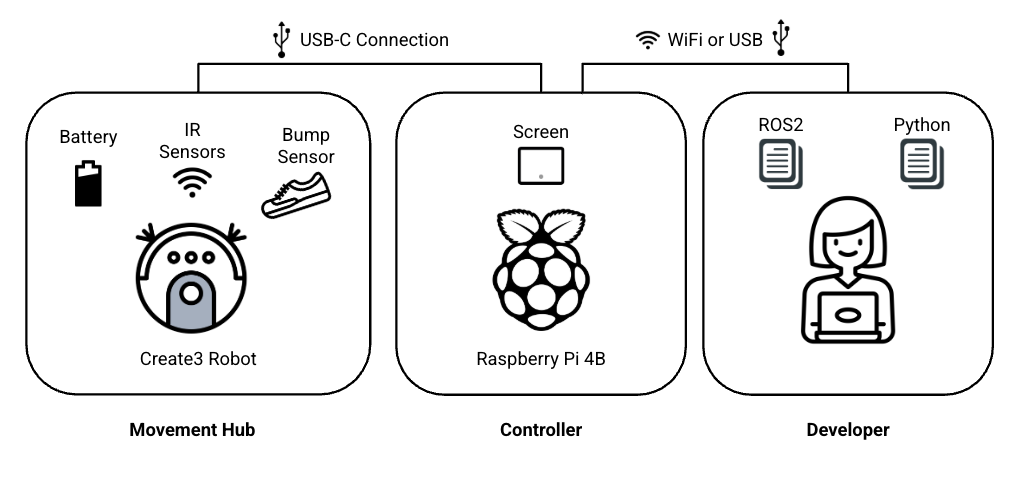 USB-C Connection
WiFi or USB
Battery
IR
Sensors
Bump
Sensor
Create3 Robot
Movement Hub
Screen
Raspberry Pi 4B
Controller
ROS2
Python
Developer